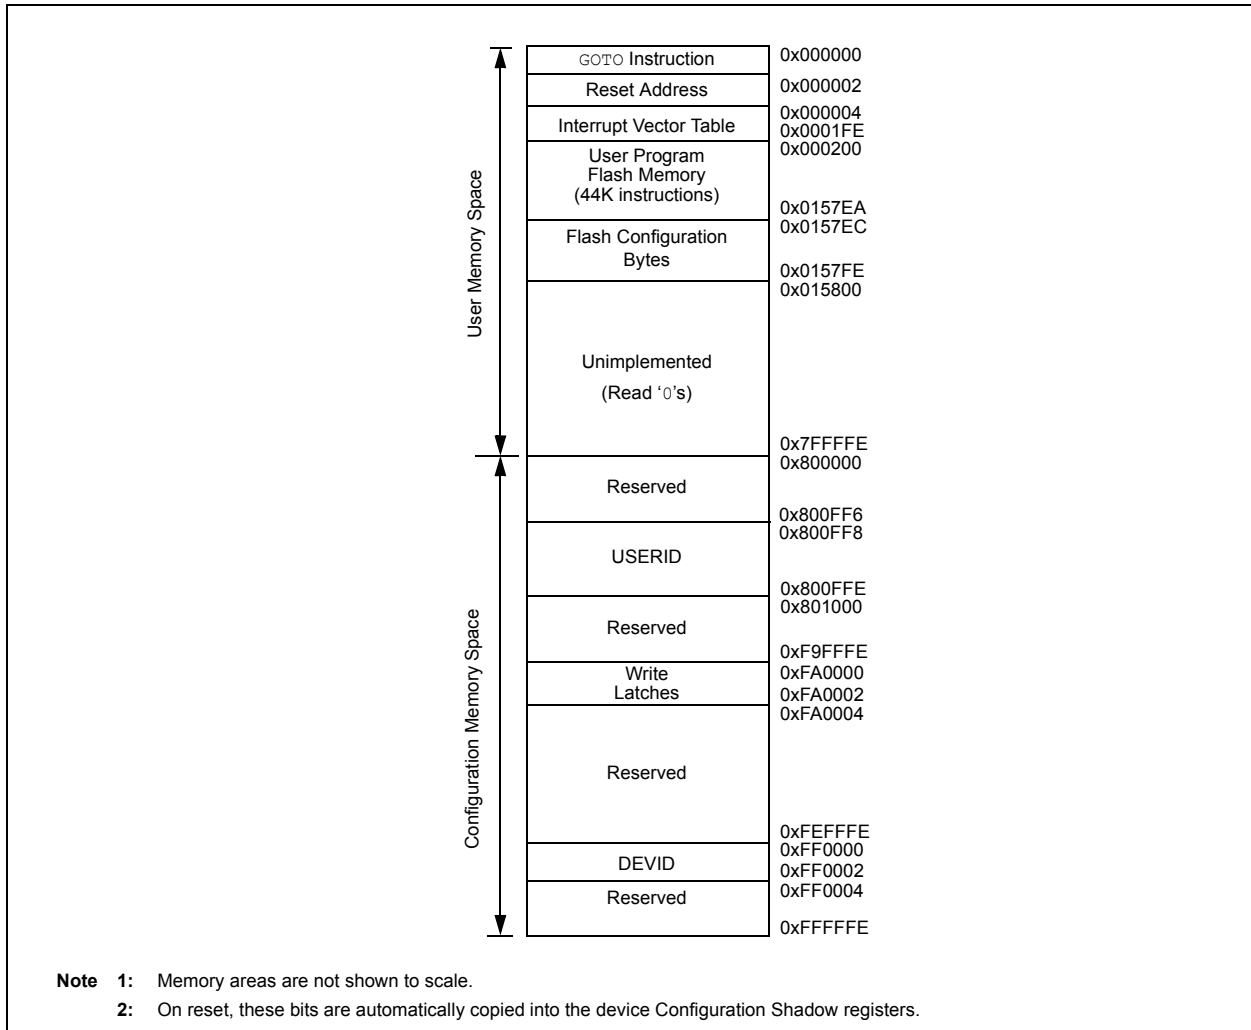 User Memory Space
GOTO Instruction
0x000000
Reset Address
0x000002
Interrupt Vector Table
0x000004
0x0001FE
User Program
Flash Memory
(44K instructions)
0x000200
0x0157EA
Flash Configuration
Bytes
0x0157EC
0x0157FE
Unimplemented
(Read ‘0’s)
0x015800
0x7FFFFE
Configuration Memory Space
Reserved
0x800000
0x800FF6
USERID
0x800FF8
0x800FFE
Reserved
0x801000
0xF9FFFE
Write
Latches
0xFA0000
0xFA0002
Reserved
0xFA0004
0xFEFFFE
DEVID
0xFF0000
0xFF0002
Reserved
0xFF0004
0xFFFFFE
Note 1: Memory areas are not shown to scale.
2: On reset, these bits are automatically copied into the device Configuration Shadow registers.